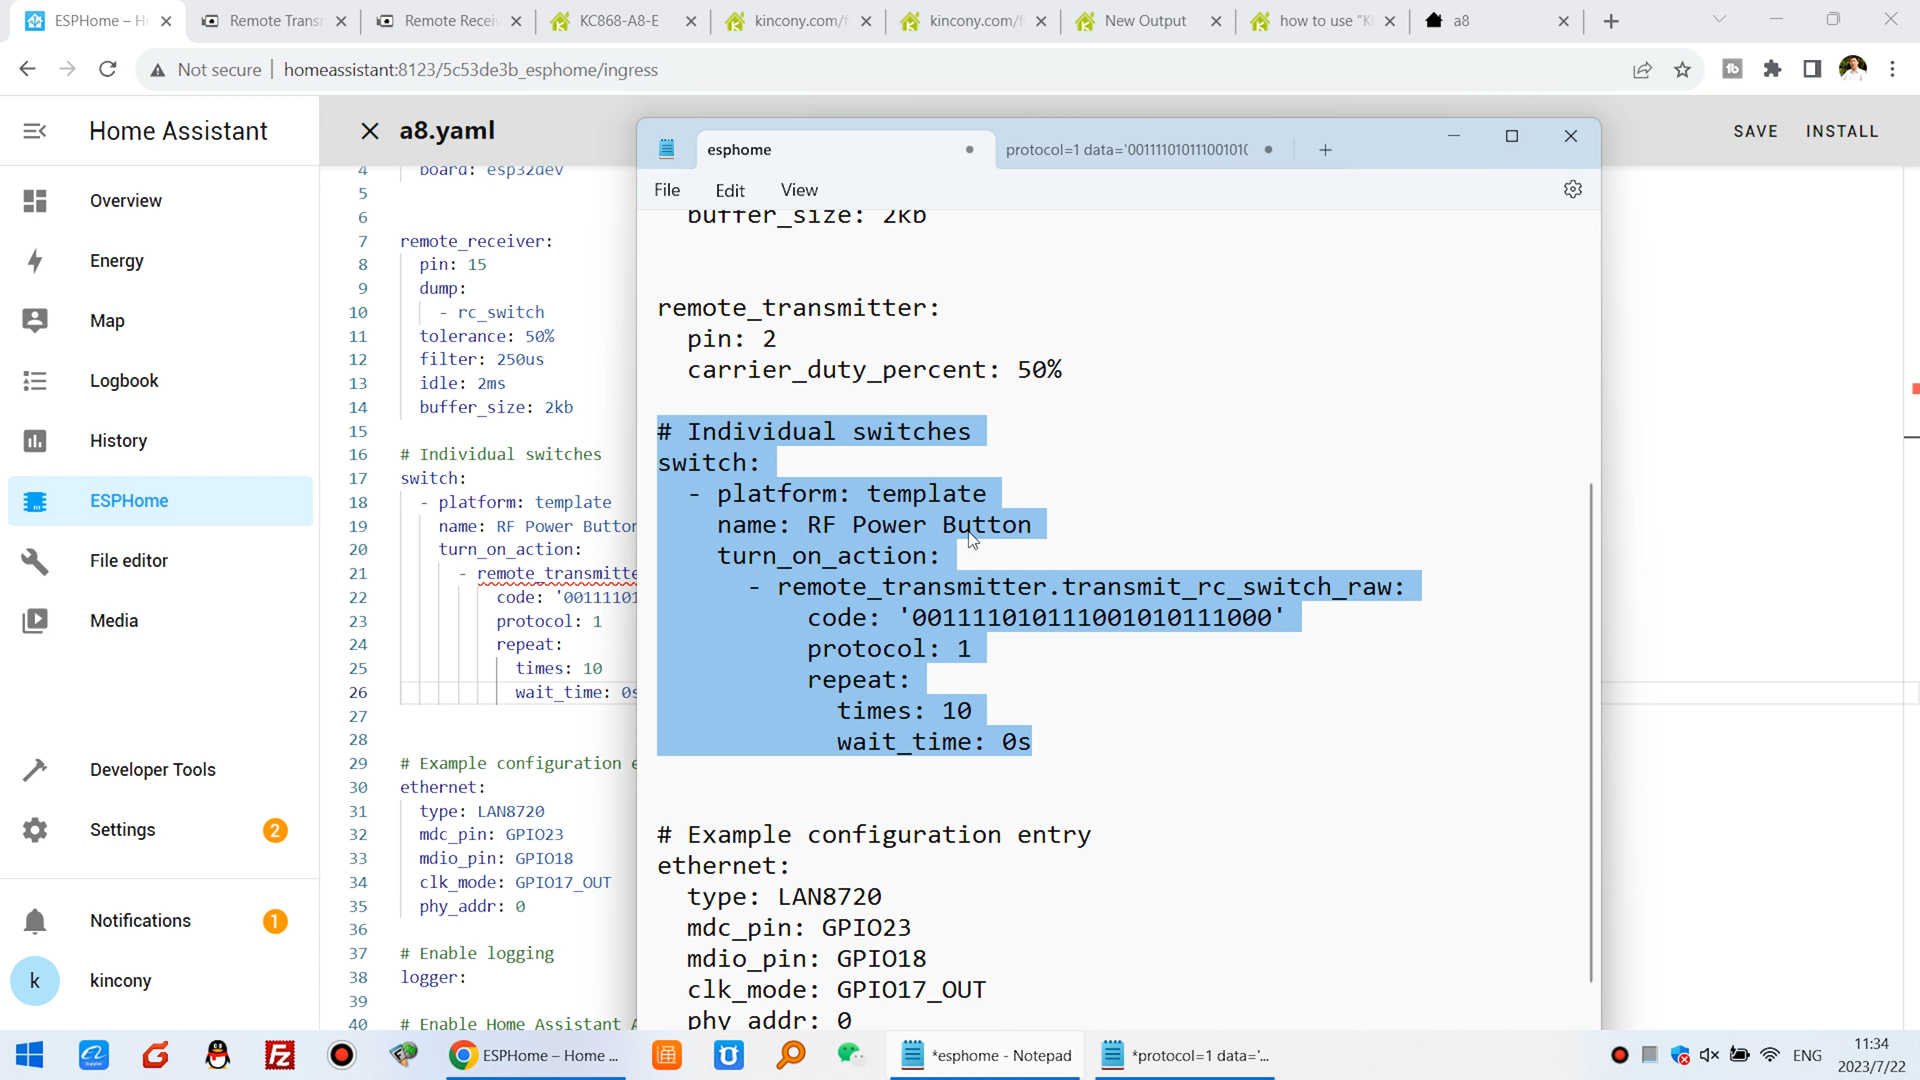 ESPHome – Ho
Remote Trans
Remote Recei
KC868-A8-E
kincony.com/f
kincony.com/f
New Output
how to use "K
a8
Not secure
homeassistant:8123/5c53de3b_esphome/ingress
Home Assistant
a8.yaml
SAVE
INSTALL
Overview
Energy
Map
Logbook
History
ESPHome
File editor
Media
Developer Tools
Settings
2
Notifications
1
k
kincony
4 board: esp32dev
5
6
7 remote_receiver:
8 pin: 15
9 dump:
10 - rc_switch
11 tolerance: 50%
12 filter: 250us
13 idle: 2ms
14 buffer_size: 2kb
15
16 # Individual switches
17 switch:
18 - platform: template
19 name: RF Power Button
20 turn_on_action:
21 - remote_transmitte
22 code: '00111101
23 protocol: 1
24 repeat:
25 times: 10
26 wait_time: 0s
27
28
29 # Example configuration e
30 ethernet:
31 type: LAN8720
32 mdc_pin: GPIO23
33 mdio_pin: GPIO18
34 clk_mode: GPIO17_OUT
35 phy_addr: 0
36
37 # Enable logging
38 logger:
39
40 # Enable Home Assistant A
esphome
protocol=1 data='001111010111001010(
File
Edit
View
buffer_size: 2kb
remote_transmitter:
pin: 2
carrier_duty_percent: 50%
# Individual switches
switch:
- platform: template
name: RF Power Button
turn_on_action:
- remote_transmitter.transmit_rc_switch_raw:
code: '001111010111001010111000'
protocol: 1
repeat:
times: 10
wait_time: 0s
# Example configuration entry
ethernet:
type: LAN8720
mdc_pin: GPIO23
mdio_pin: GPIO18
clk_mode: GPIO17_OUT
phy_addr: 0
ESPHome – Home ...
*esphome - Notepad
*protocol=1 data='...
ENG
11:34
2023/7/22